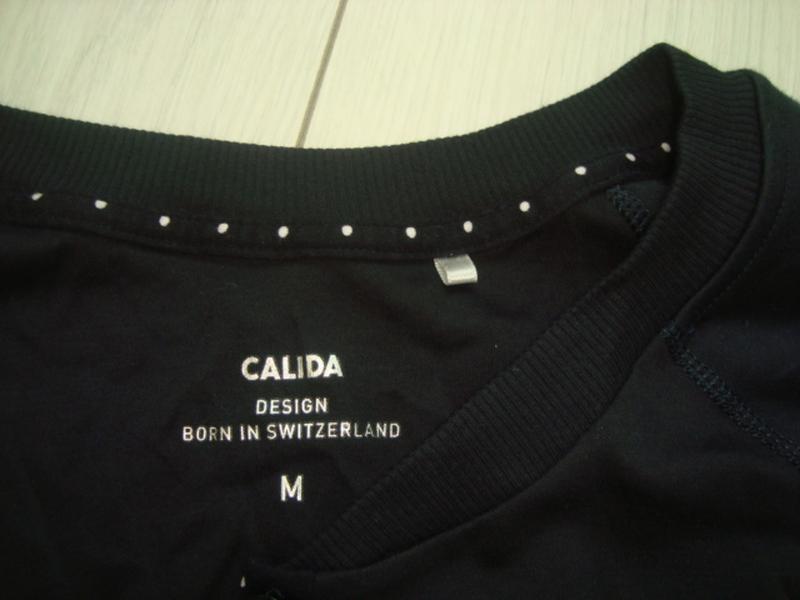 CALIDA
DESIGN
BORN IN SWITZERLAND
M